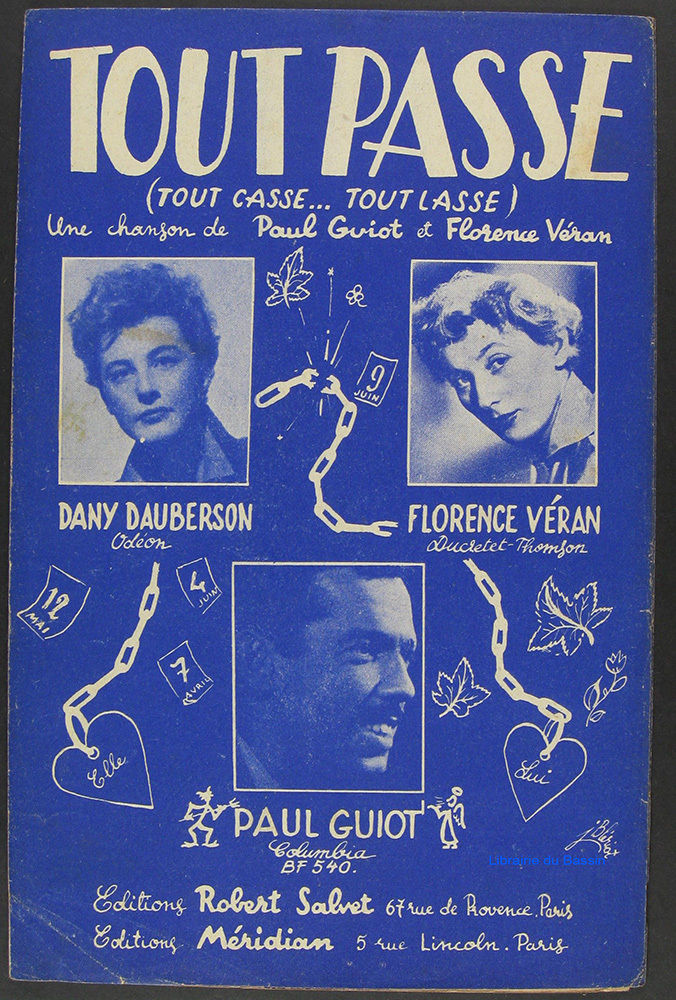 TOUT PASSE
(TOUT CASSE... TOUT LASSE)
Une chanson de Paul Guiot et Florence Véran
9
JUIN
DANY DAUBERSON
Odéon
FLORENCE VÉRAN
Ducretet-Thomson
12
MAI
4
JUIN
7
AVRIL
Elle
Lui
PAUL GUIOT
Columbia
BF 540.
Librairie du Bassin
Editions Robert Salvet 67 rue de Provence. Paris
Editions Méridian 5 rue Lincoln. Paris